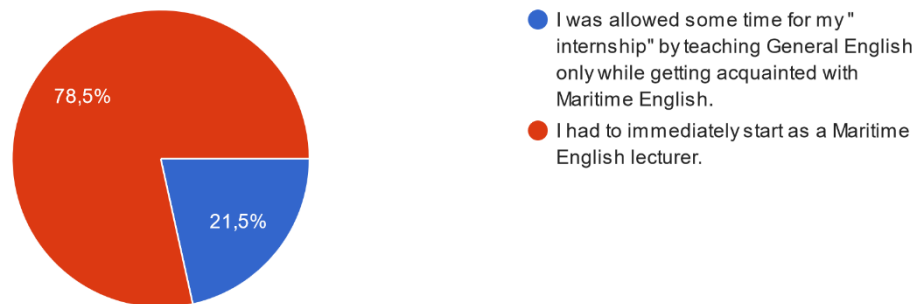 78,5%
21,5%
I was allowed some time for my "
internship" by teaching General English
only while getting acquainted with
Maritime English.
I had to immediately start as a Maritime
English lecturer.